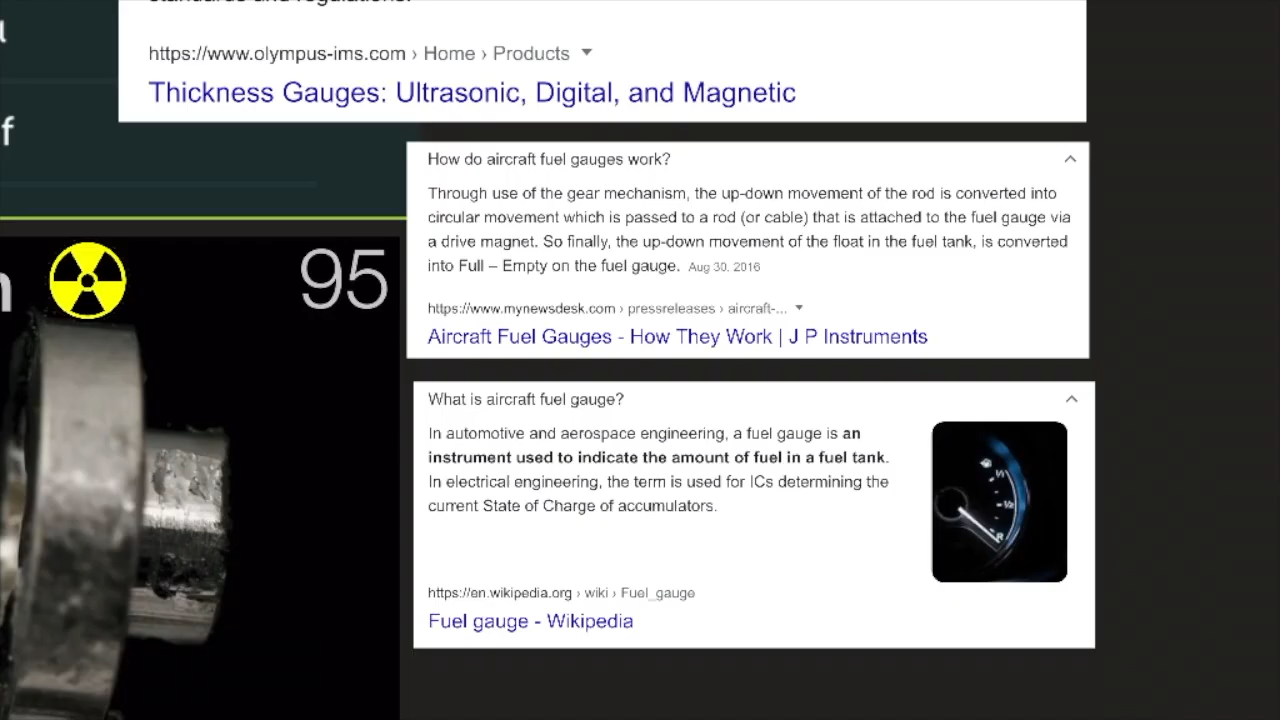 standards and regulations.
https://www.olympus-ims.com › Home › Products
Thickness Gauges: Ultrasonic, Digital, and Magnetic
f
95
How do aircraft fuel gauges work?
Through use of the gear mechanism, the up-down movement of the rod is converted into
circular movement which is passed to a rod (or cable) that is attached to the fuel gauge via
a drive magnet. So finally, the up-down movement of the float in the fuel tank, is converted
into Full – Empty on the fuel gauge. Aug 30, 2016
https://www.mynewsdesk.com › pressreleases › aircraft-...
Aircraft Fuel Gauges - How They Work | J P Instruments
What is aircraft fuel gauge?
In automotive and aerospace engineering, a fuel gauge is an
instrument used to indicate the amount of fuel in a fuel tank.
In electrical engineering, the term is used for ICs determining the
current State of Charge of accumulators.
1/1
1/2
R
https://en.wikipedia.org › wiki › Fuel_gauge
Fuel gauge - Wikipedia